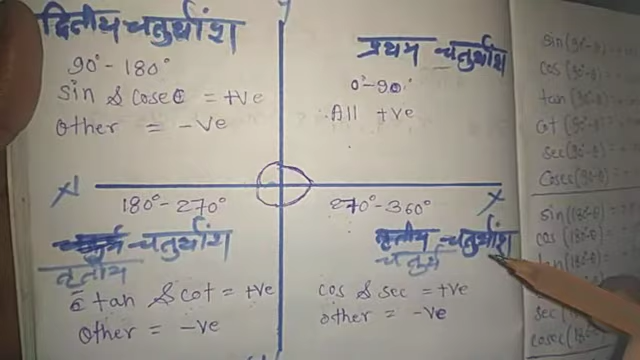 द्वितीय चतुर्थांश
90° - 180°
sin & cosec = +Ve
other = -Ve
प्रथम चतुर्थांश
0° - 90°
All +ve
X'
X
180° - 270°
चतुर्थांश
तृतीय
tan & cot = +Ve
other = -Ve
270° - 360°
तृतीय चतुर्थांश
चतुर्थ
cos & sec = +Ve
other = -Ve
sin(90°-θ)
cos(90°-θ)
tan(90°-θ)
cot(90°-θ)
sec(90°-θ)
cosec(90°-θ)
sin(180°-θ)
cos(180°-θ)